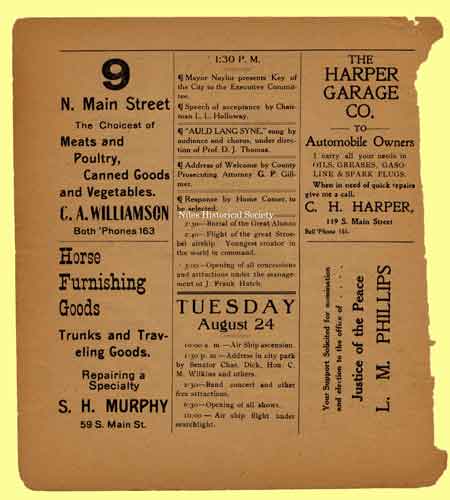 9
N. Main Street
The Choicest of
Meats and
Poultry,
Canned Goods
and Vegetables.
C. A. WILLIAMSON
Both 'Phones 163
Horse
Furnishing
Goods
Trunks and Trav-
eling Goods.
Repairing a
Specialty
S. H. MURPHY
59 S. Main St.
1:30 P. M.
¶ Mayor Naylor presents Key of
the City to the Executive Commit-
tee.
¶ Speech of acceptance by Chair-
man L. L. Holloway.
¶ "AULD LANG SYNE," sung by
audience and chorus, under direc-
tion of Prof. D. J. Thomas.
¶ Address of Welcome by County
Prosecuting Attorney G. P. Gill-
mer.
¶ Response by Home Comer, to
be selected.
Niles Historical Society
2:30—Burial of the Great Alunos
2:40—Flight of the great Stroe-
bel airship. Youngest creator in
the world in command.
3:00—Opening of all concessions
and attractions under the manage-
ment of J. Frank Hatch.
TUESDAY
August 24
10:00 a. m.—Air Ship ascension.
1:30 p. m—Address in city park
by Senator Chas. Dick, Hon. C.
M. Wilkins and others.
2:30—Band concert and other
free attractions.
6:30—Opening of all shows.
10:00—Air ship flight under
searchlight.
THE
HARPER
GARAGE
CO.
TO
Automobile Owners
I carry all your needs in
OILS, GREASES, GASO-
LINE & SPARK PLUGS.
When in need of quick repairs
give me a call.
C. H. HARPER,
119 S. Main Street
Bell 'Phone 144.
Your Support Solicited for nomination
and election to the office of . . . . .
Justice of the Peace
L. M. PHILLIPS